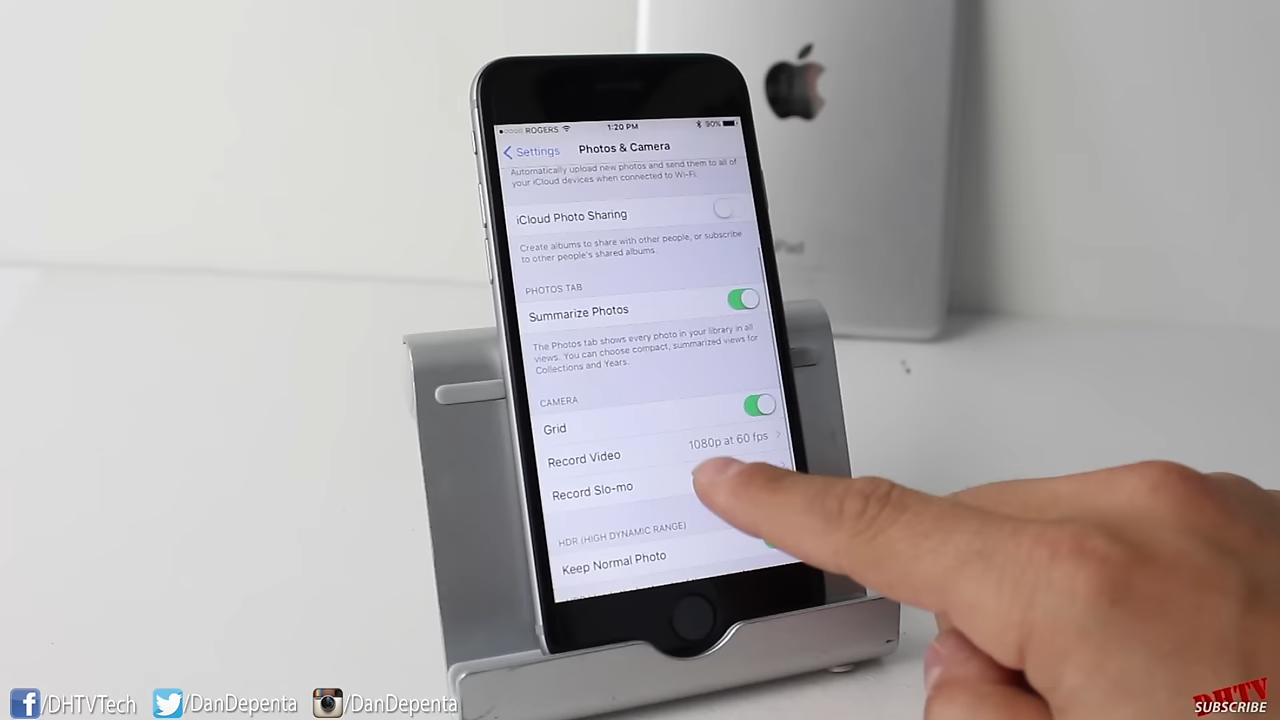 ROGERS
1:20 PM
90%
Settings
Photos & Camera
Automatically upload new photos and send them to all of
your iCloud devices when connected to Wi-Fi.
iCloud Photo Sharing
Create albums to share with other people, or subscribe
to other people's shared albums.
PHOTOS TAB
Summarize Photos
The Photos tab shows every photo in your library in all
views. You can choose compact, summarized views for
Collections and Years.
CAMERA
Grid
Record Video
1080p at 60 fps
Record Slo-mo
HDR (HIGH DYNAMIC RANGE)
Keep Normal Photo
iPad
/DHTVTech
/DanDepenta
/DanDepenta
DHTV
SUBSCRIBE